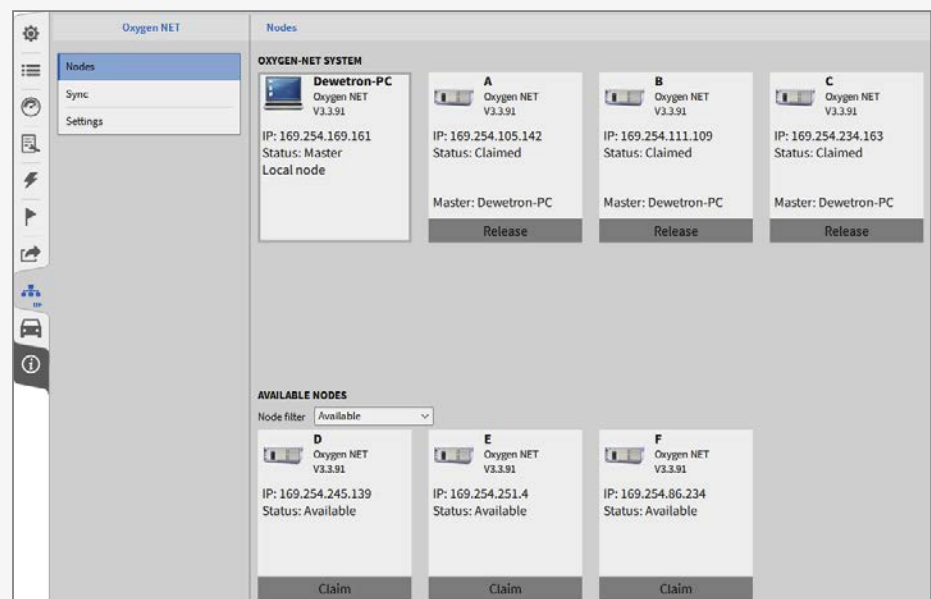 Oxygen NET
Nodes
Nodes
Sync
Settings
OXYGEN-NET SYSTEM
Dewetron-PC
Oxygen NET
V3.3.91
IP: 169.254.169.161
Status: Master
Local node
A
Oxygen NET
V3.3.91
IP: 169.254.105.142
Status: Claimed
Master: Dewetron-PC
Release
B
Oxygen NET
V3.3.91
IP: 169.254.111.109
Status: Claimed
Master: Dewetron-PC
Release
C
Oxygen NET
V3.3.91
IP: 169.254.234.163
Status: Claimed
Master: Dewetron-PC
Release
AVAILABLE NODES
Node filter Available
D
Oxygen NET
V3.3.91
IP: 169.254.245.139
Status: Available
Claim
E
Oxygen NET
V3.3.91
IP: 169.254.251.4
Status: Available
Claim
F
Oxygen NET
V3.3.91
IP: 169.254.86.234
Status: Available
Claim